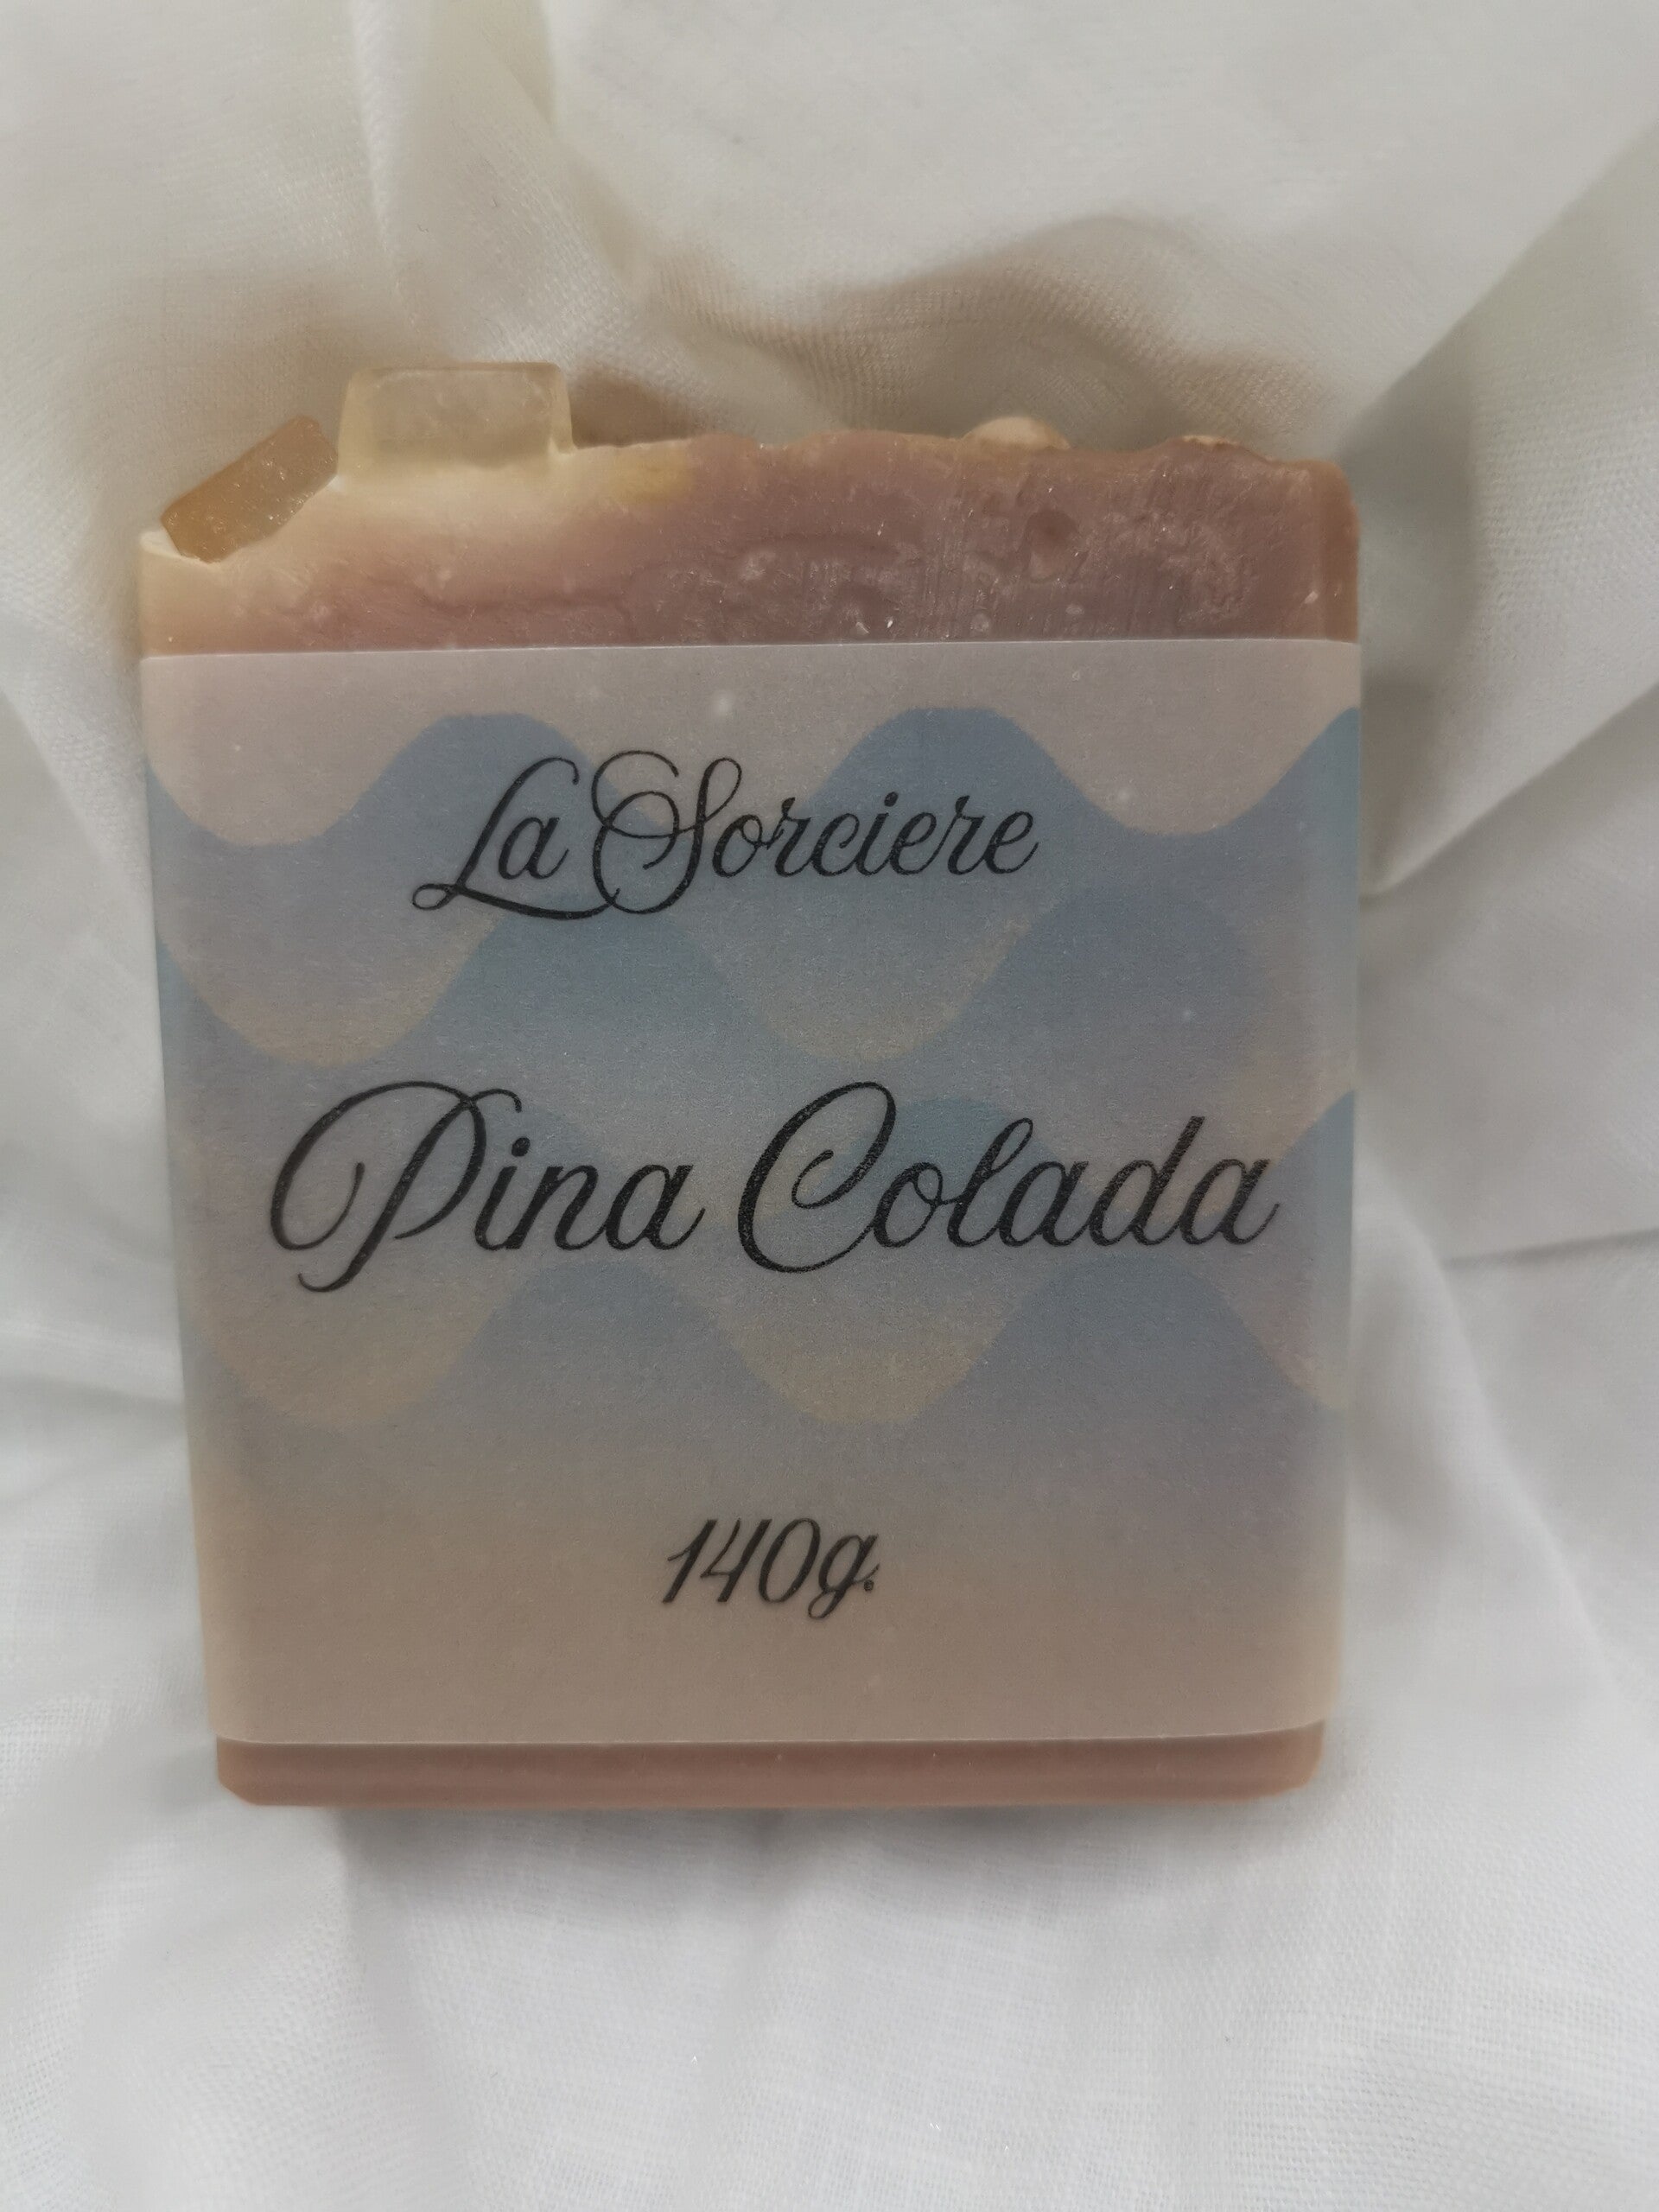 La Sorciere
Pina Colada
140g.